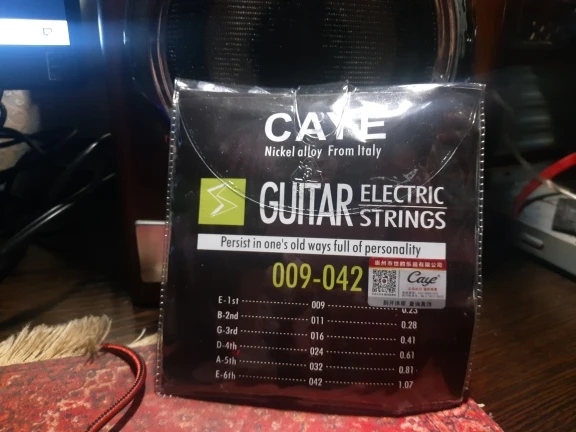 CAYE
Nickel alloy From Italy
GUITAR ELECTRIC STRINGS
Persist in one's old ways full of personality
009-042
Caye
E-1st 009 0.23
B-2nd 011 0.28
G-3rd 016 0.41
D-4th 024 0.61
A-5th 032 0.81
E-6th 042 1.07